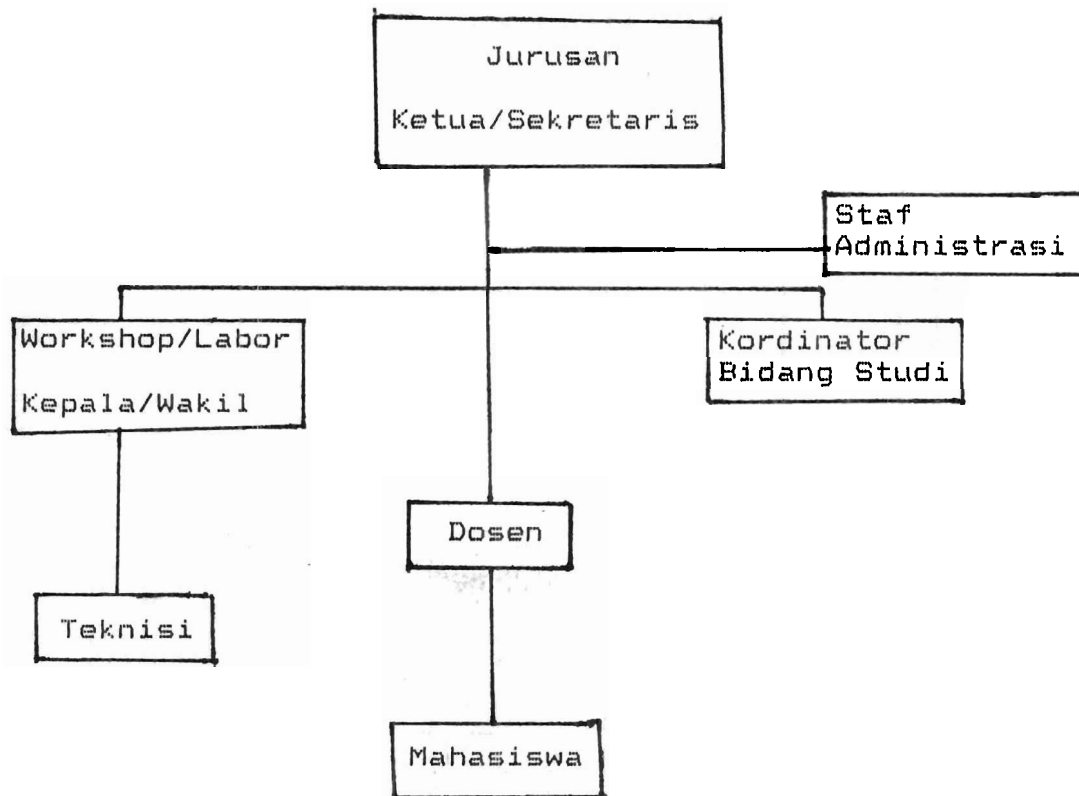 Jurusan
Ketua/Sekretaris
Staf
Administrasi
Workshop/Labor
Kepala/Wakil
Kordinator
Bidang Studi
Dosen
Teknisi
Mahasiswa